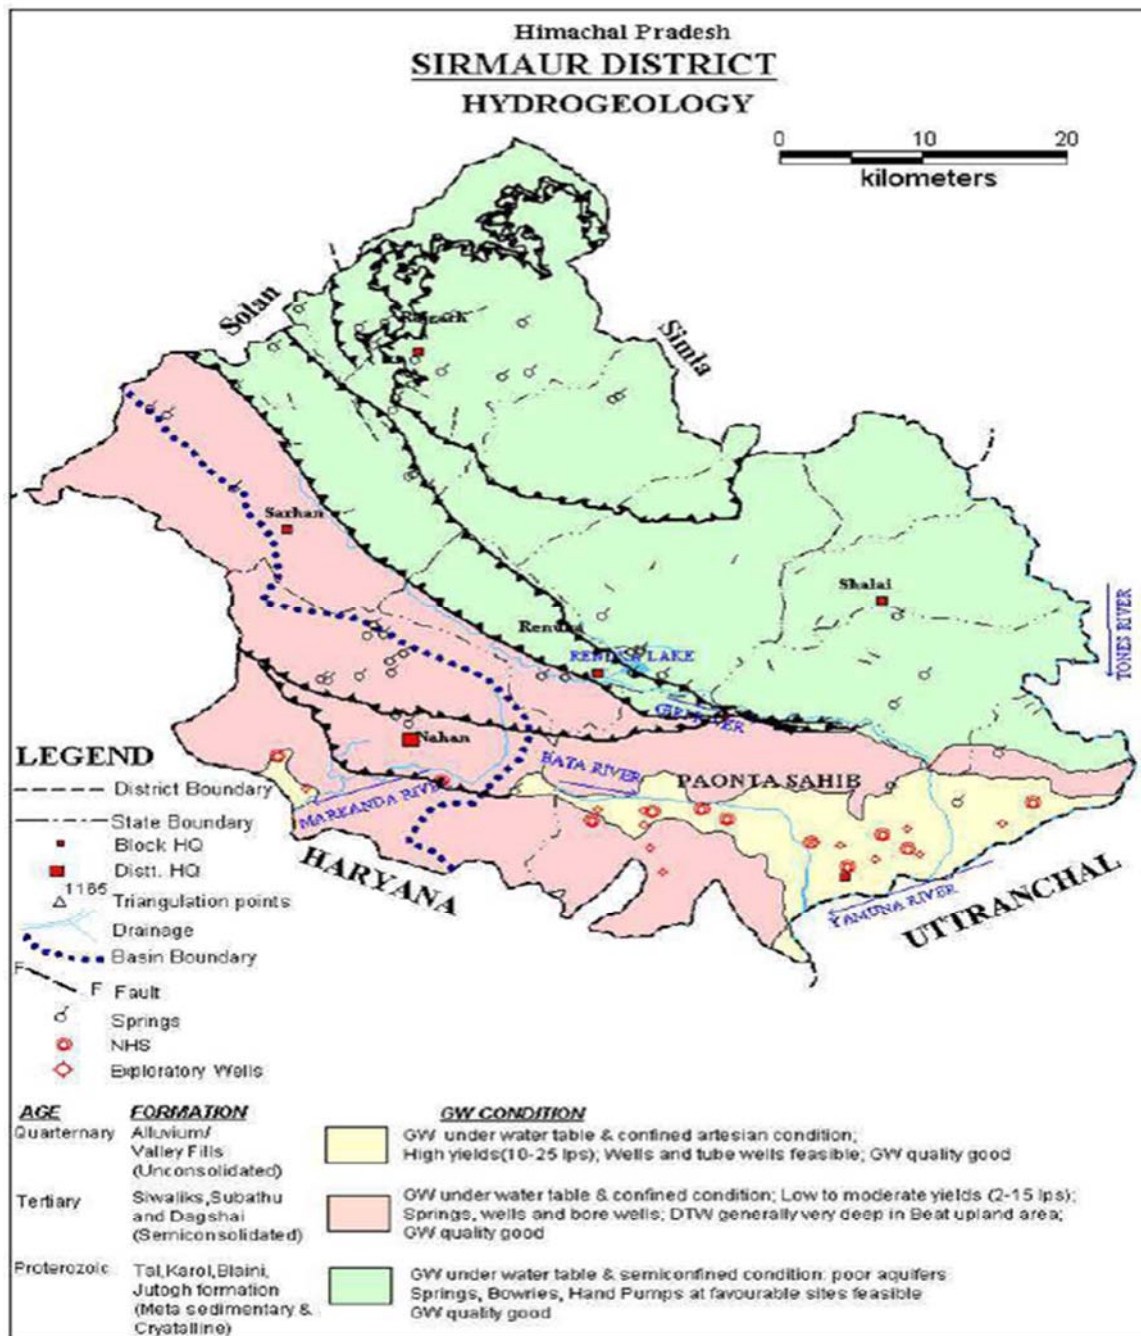 Himachal Pradesh
SIRMAUR DISTRICT
HYDROGEOLOGY
0 10 20
kilometers
Solan
Simla
Rajgarh
Sarhan
Shalai
Renuka
RENUKA LAKE
TONES RIVER
GIRI RIVER
Nahan
BATA RIVER
PAONTA SAHIB
MARKANDA RIVER
HARYANA
YAMUNA RIVER
UTTRANCHAL
LEGEND
District Boundary
State Boundary
Block HQ
Distt. HQ
1165
Triangulation points
Drainage
Basin Boundary
F F Fault
Springs
NHS
Exploratory Wells
AGE FORMATION GW CONDITION
Quarternary Alluvium/
Valley Fills
(Unconsolidated)
GW under water table & confined artesian condition;
High yields(10-25 lps); Wells and tube wells feasible; GW quality good
Tertiary Siwaliks,Subathu
and Dagshai
(Semiconsolidated)
GW under water table & confined condition; Low to moderate yields (2-15 lps);
Springs, wells and bore wells; DTW generally very deep in Beat upland area;
GW quality good
Proterozoic Tal,Karol,Blaini,
Jutogh formation
(Meta sedimentary &
Cryatalline)
GW under water table & semiconfined condition: poor aquifers
Springs, Bowries, Hand Pumps at favourable sites feasible
GW quality good